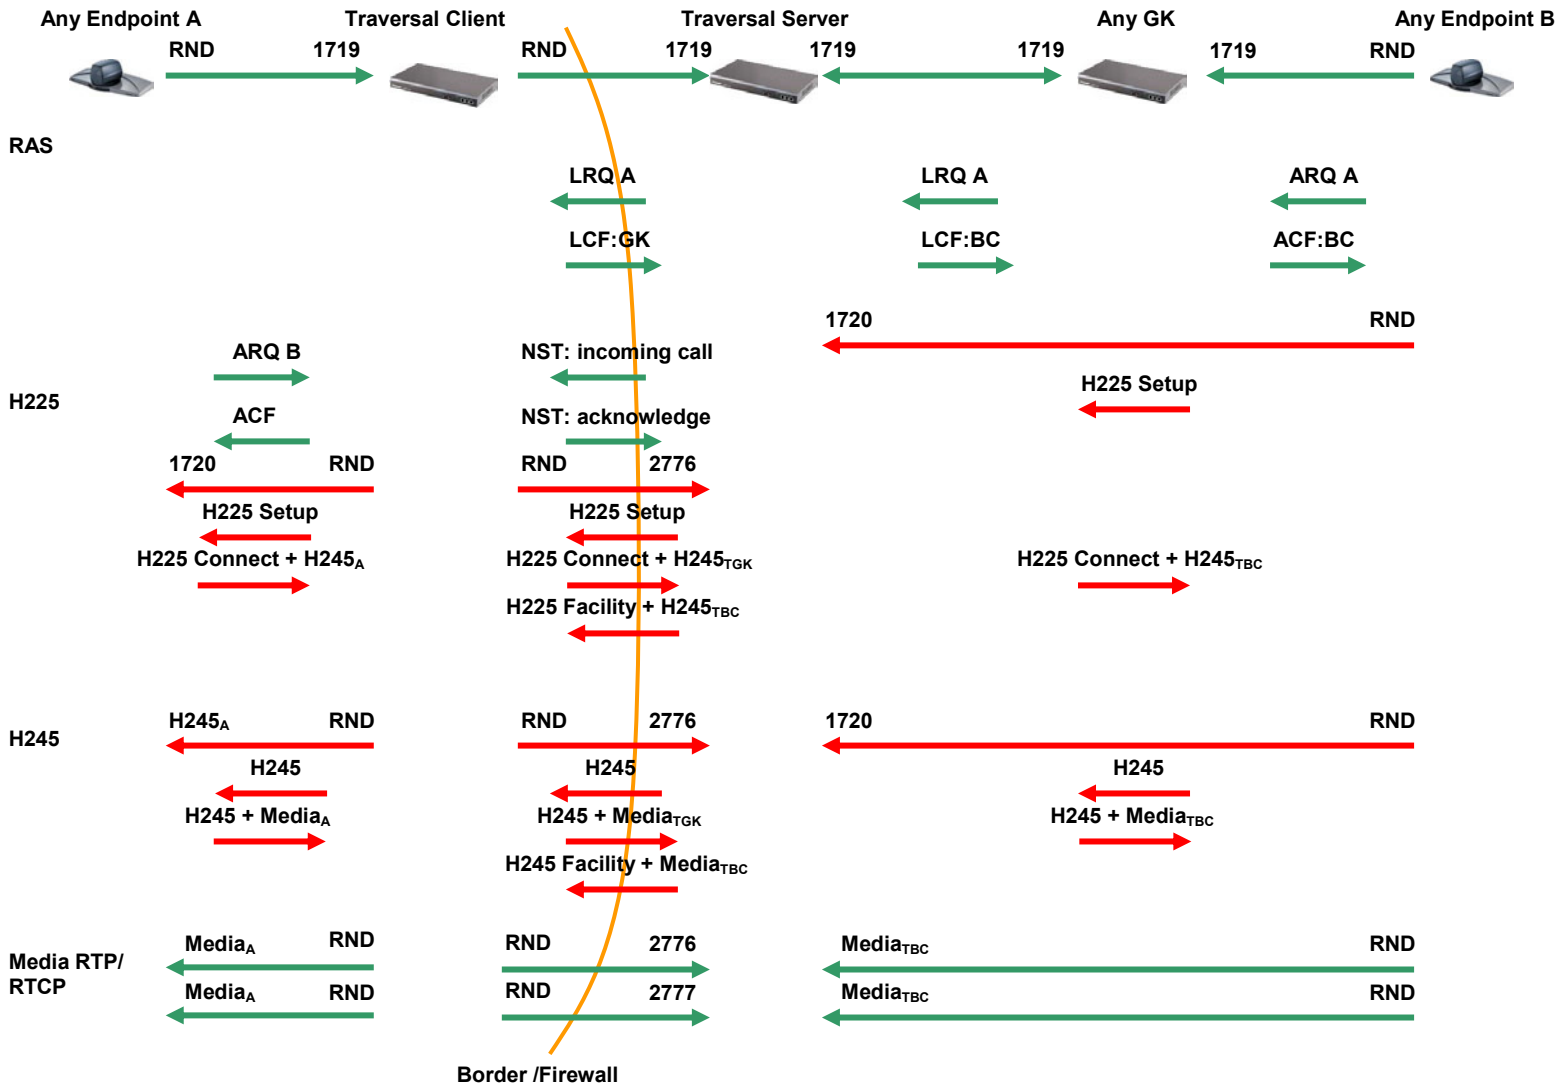 Any Endpoint A Traversal Client Traversal Server Any GK Any Endpoint B
RND 1719 RND 1719 1719 1719 1719 RND
RAS
LRQ A LRQ A ARQ A
LCF:GK LCF:BC ACF:BC
1720 RND
ARQ B NST: incoming call
H225 Setup
H225
ACF NST: acknowledge
1720 RND RND 2776
H225 Setup H225 Setup
H225 Connect + H245A H225 Connect + H245TGK H225 Connect + H245TBC
H225 Facility + H245TBC
H245A RND RND 2776 1720 RND
H245
H245 H245 H245
H245 + MediaA H245 + MediaTGK H245 + MediaTBC
H245 Facility + MediaTBC
MediaA RND RND 2776 MediaTBC RND
Media RTP/
RTCP
MediaA RND RND 2777 MediaTBC RND
Border /Firewall